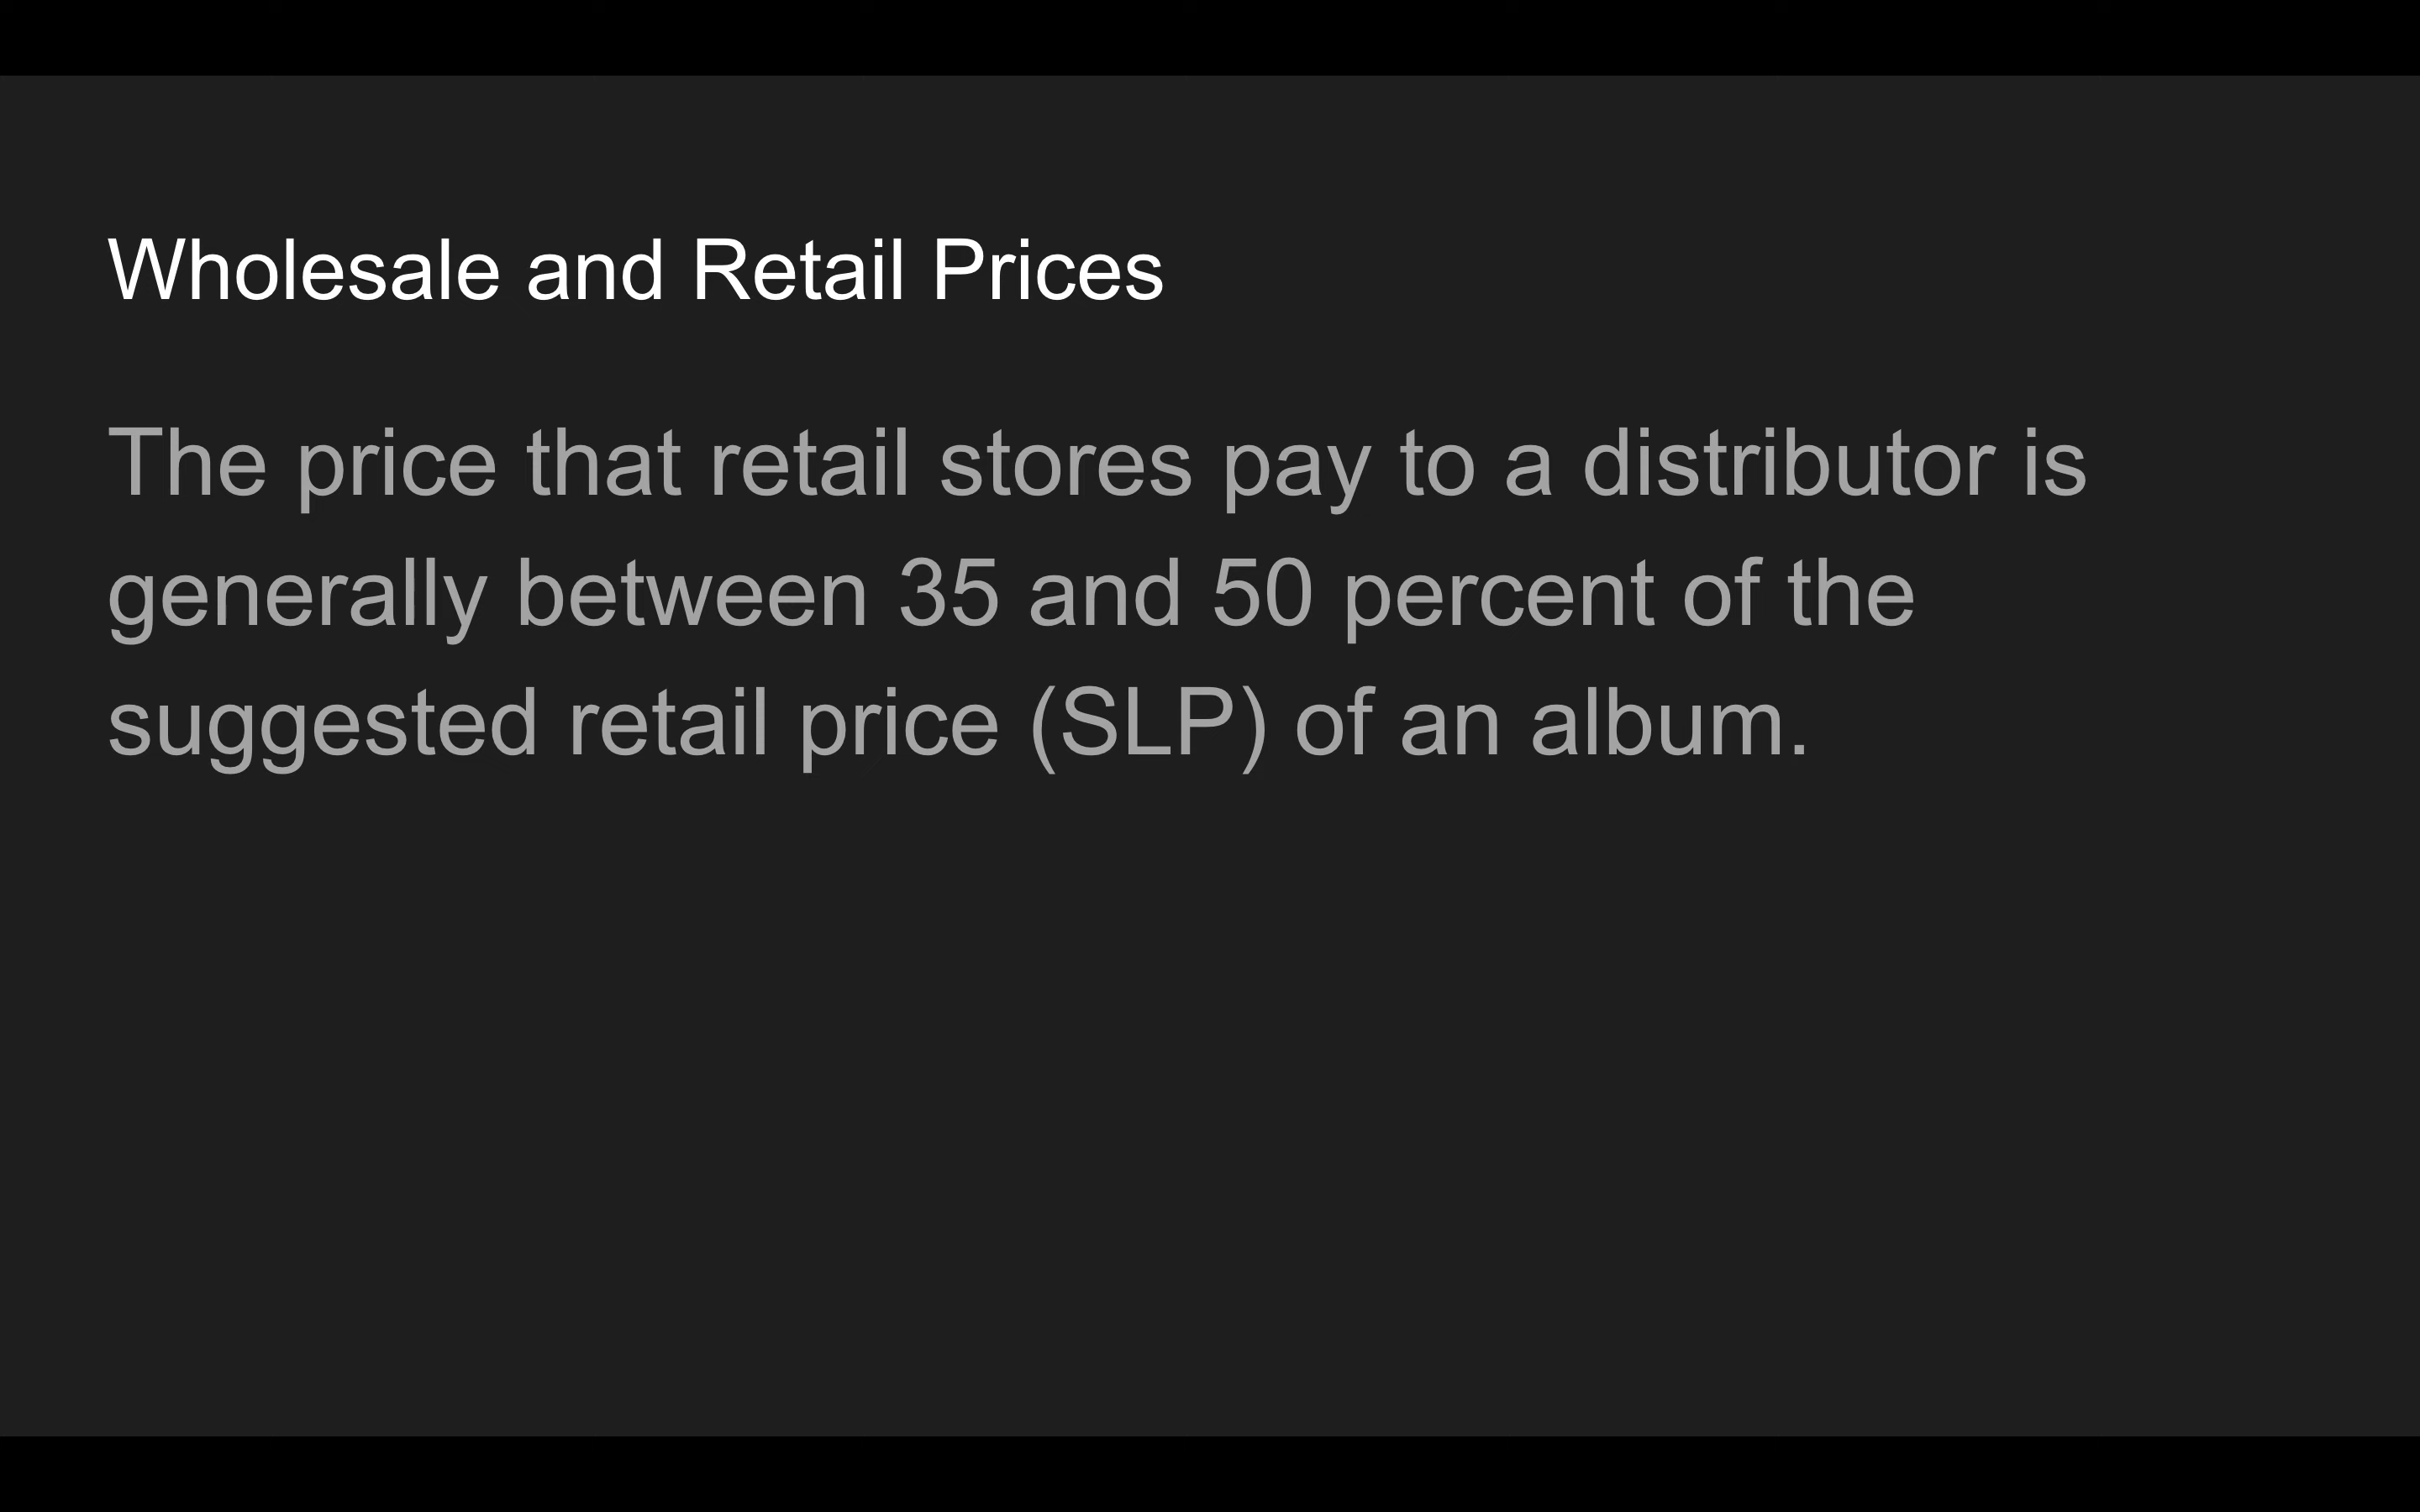 Wholesale and Retail Prices
The price that retail stores pay to a distributor is
generally between 35 and 50 percent of the
suggested retail price (SLP) of an album.